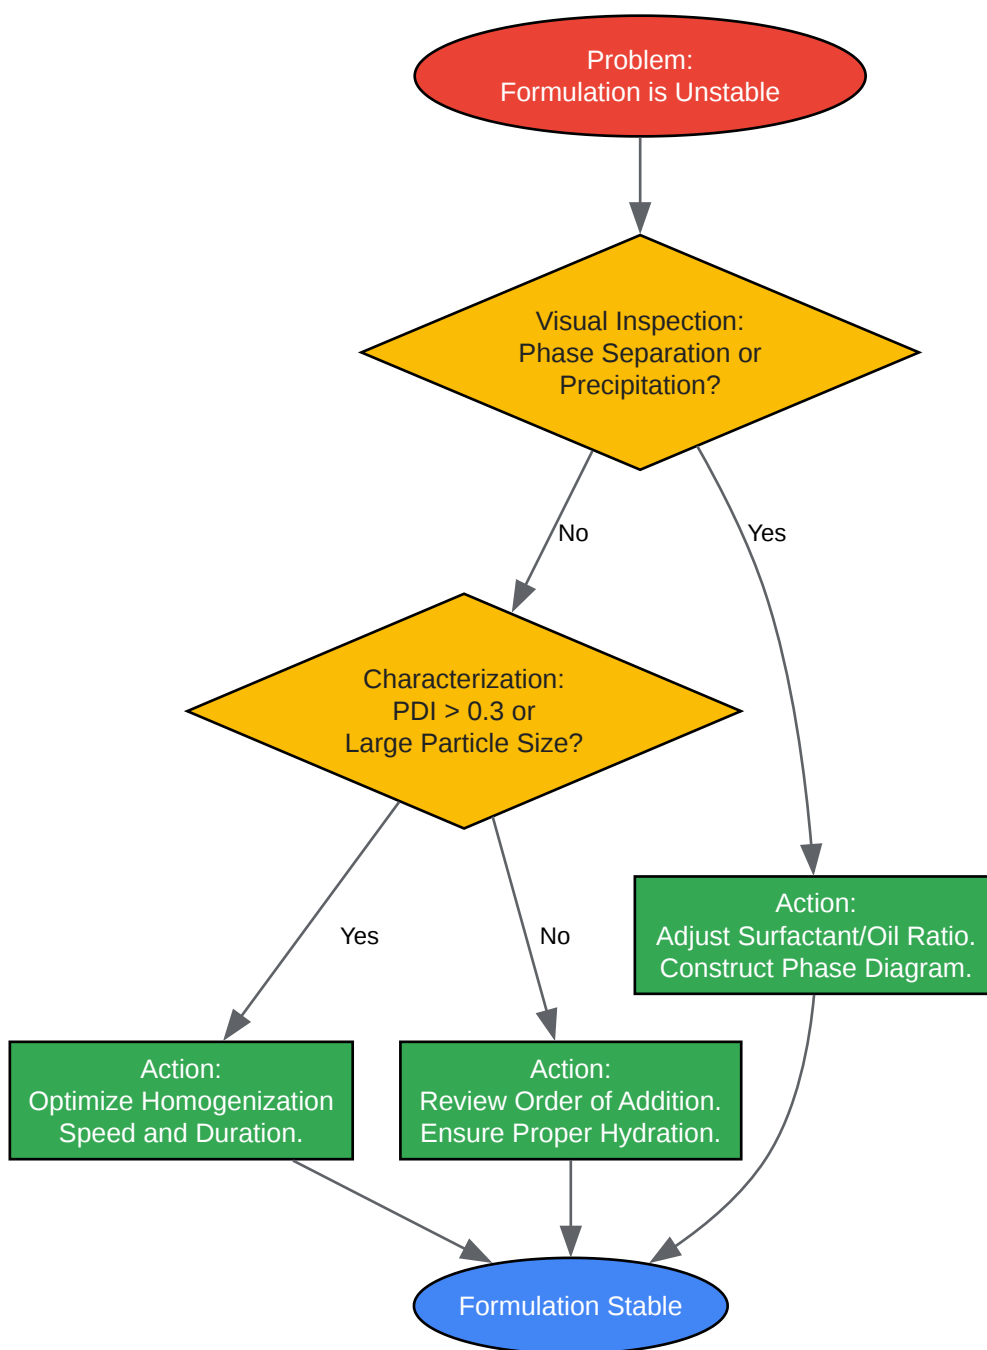 Problem:
Formulation is Unstable
Visual Inspection:
Phase Separation or
Precipitation?
No
Yes
Characterization:
PDI > 0.3 or
Large Particle Size?
Action:
Adjust Surfactant/Oil Ratio.
Construct Phase Diagram.
Yes
No
Action:
Optimize Homogenization
Speed and Duration.
Action:
Review Order of Addition.
Ensure Proper Hydration.
Formulation Stable